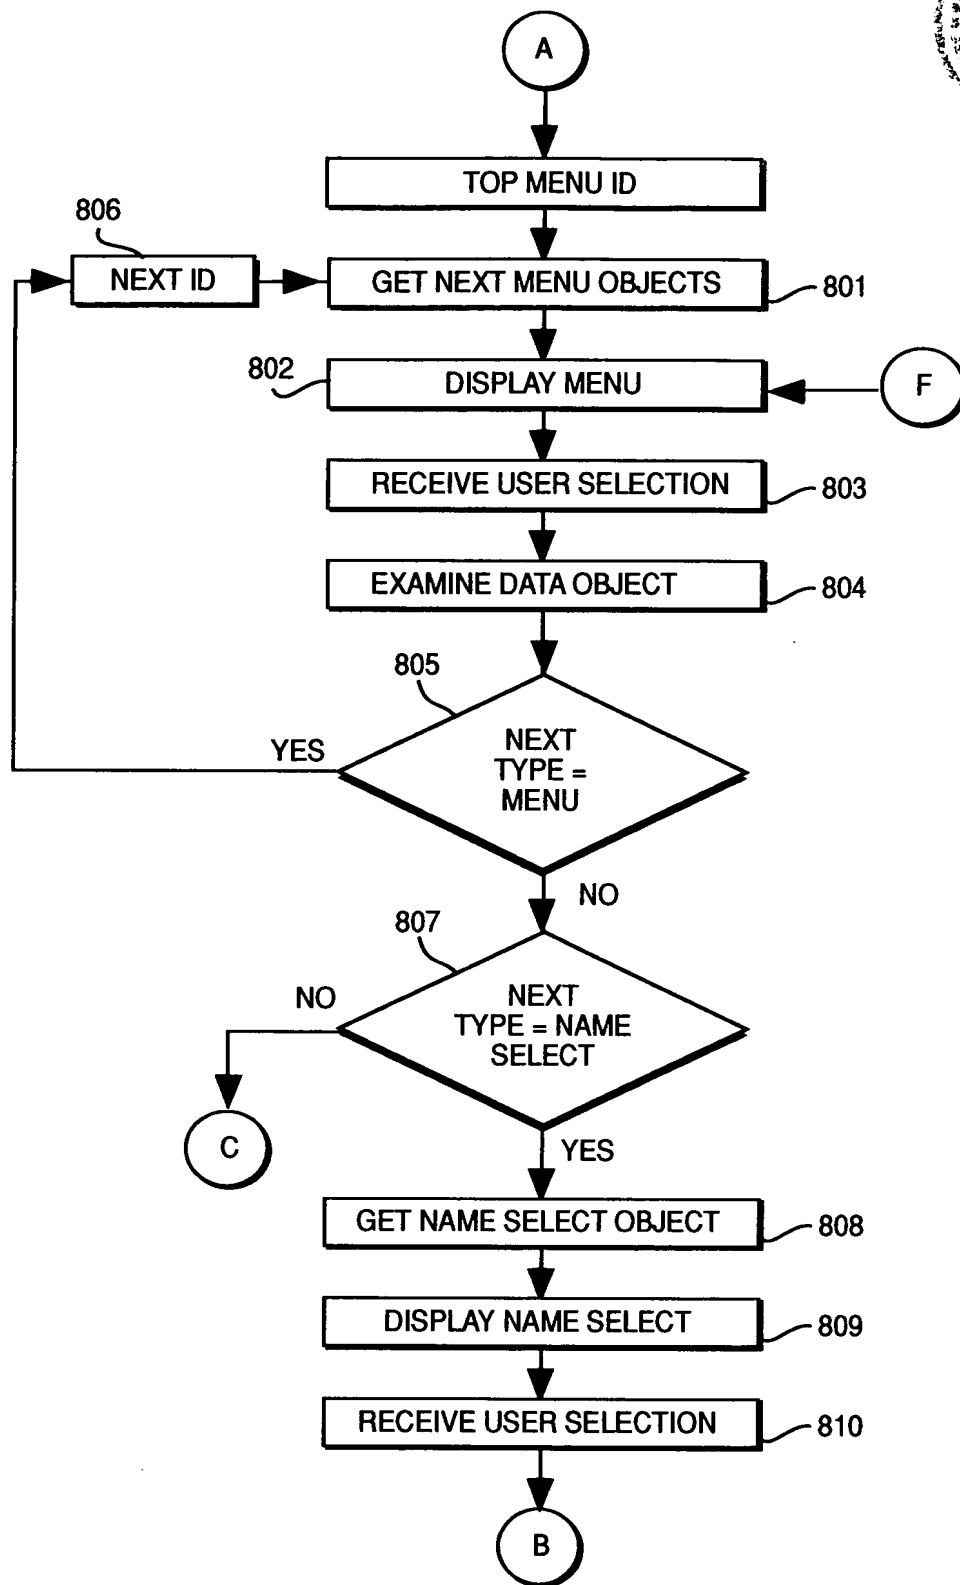 A
TOP MENU ID
806
NEXT ID
GET NEXT MENU OBJECTS
801
802
DISPLAY MENU
F
RECEIVE USER SELECTION
803
EXAMINE DATA OBJECT
804
805
YES
NEXT
TYPE =
MENU
NO
807
NO
NEXT
TYPE = NAME
SELECT
C
YES
GET NAME SELECT OBJECT
808
DISPLAY NAME SELECT
809
RECEIVE USER SELECTION
810
B